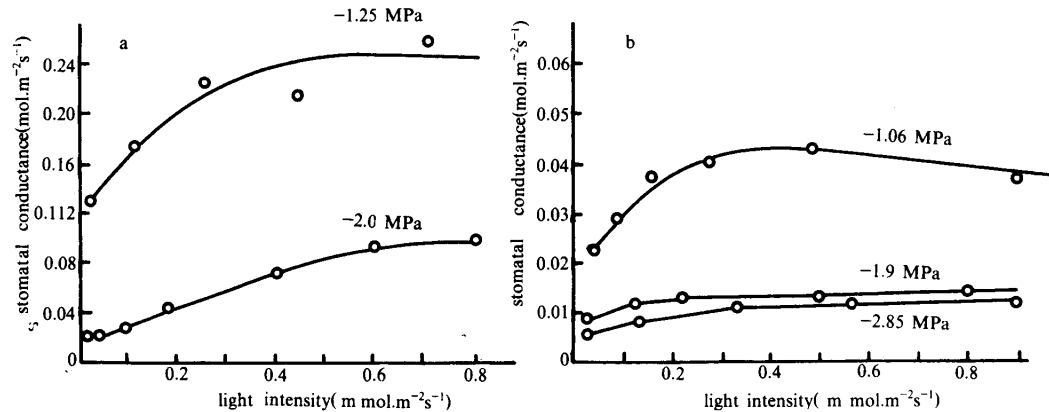 a
-1.25 MPa
-2.0 MPa
stomatal conductance(mol.m⁻²s⁻¹)
0.24
0.20
0.16
0.112
0.08
0.04
0
0.2
0.4
0.6
0.8
light intensity( m mol.m⁻²s⁻¹)
b
-1.06 MPa
-1.9 MPa
-2.85 MPa
stomatal conductance(mol.m⁻²s⁻¹)
0.06
0.05
0.04
0.03
0.02
0.01
0
0
0.2
0.4
0.6
0.8
light intensity( m mol.m⁻²s⁻¹)